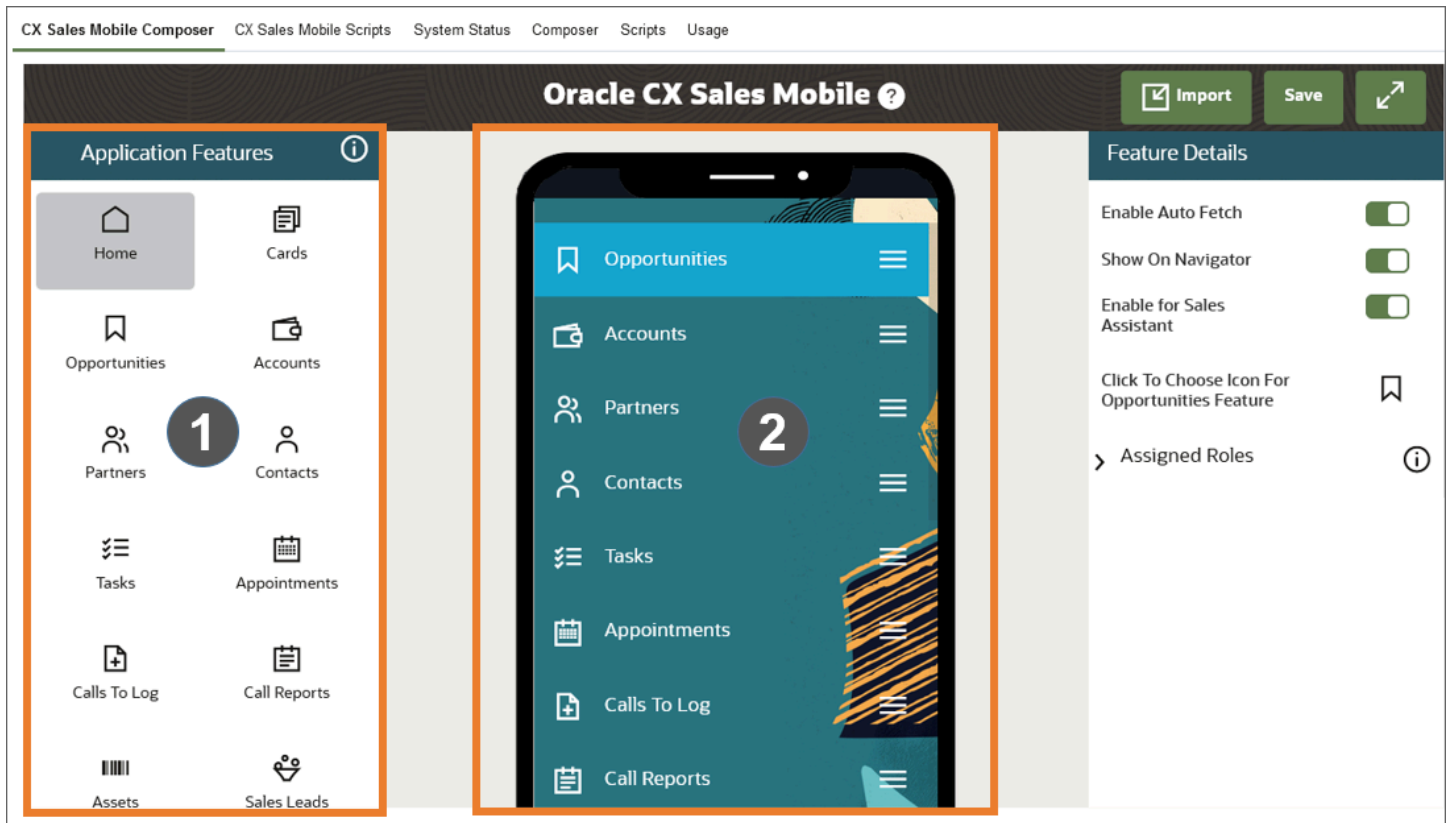 CX Sales Mobile Composer CX Sales Mobile Scripts System Status Composer Scripts Usage
Oracle CX Sales Mobile ?
Import Save
Application Features i
Home Cards
Opportunities Accounts
1
Partners Contacts
Tasks Appointments
Calls To Log Call Reports
Assets Sales Leads
Opportunities
Accounts
Partners
2
Contacts
Tasks
Appointments
Calls To Log
Call Reports
Feature Details
Enable Auto Fetch
Show On Navigator
Enable for Sales
Assistant
Click To Choose Icon For
Opportunities Feature
Assigned Roles i